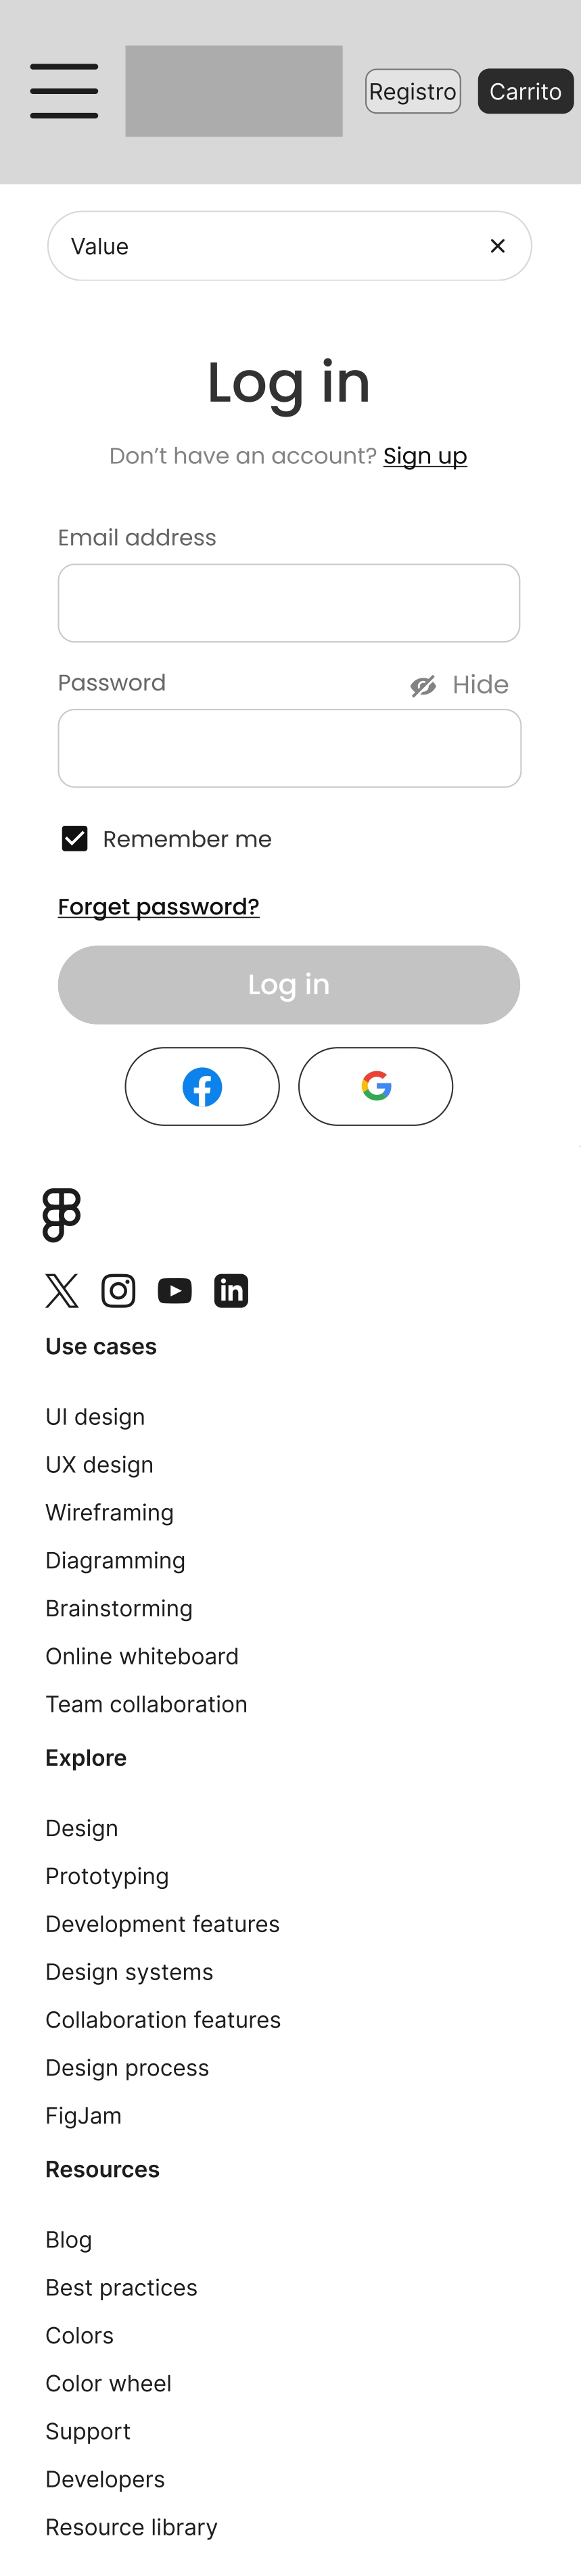 Registro
Carrito
Value
Log in
Don’t have an account? Sign up
Email address
Password
Hide
Remember me
Forget password?
Log in
Use cases
UI design
UX design
Wireframing
Diagramming
Brainstorming
Online whiteboard
Team collaboration
Explore
Design
Prototyping
Development features
Design systems
Collaboration features
Design process
FigJam
Resources
Blog
Best practices
Colors
Color wheel
Support
Developers
Resource library